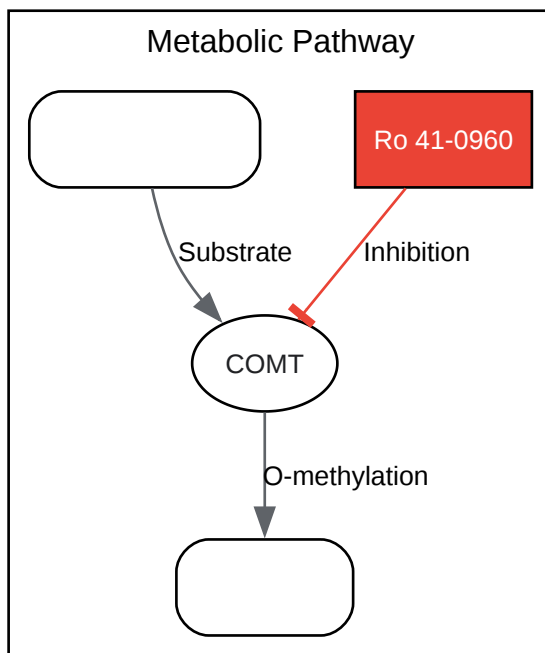 Metabolic Pathway
Ro 41-0960
Substrate
Inhibition
COMT
O-methylation